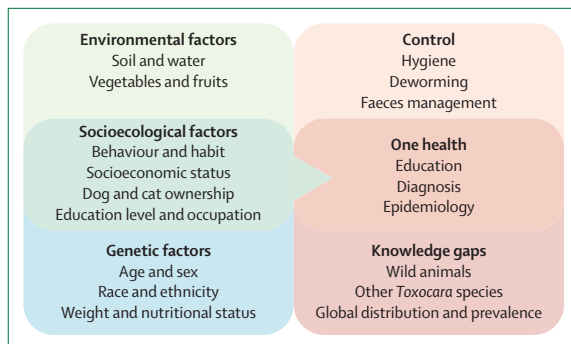 Environmental factors
Soil and water
Vegetables and fruits
Socioecological factors
Behaviour and habit
Socioeconomic status
Dog and cat ownership
Education level and occupation
Genetic factors
Age and sex
Race and ethnicity
Weight and nutritional status
Control
Hygiene
Deworming
Faeces management
One health
Education
Diagnosis
Epidemiology
Knowledge gaps
Wild animals
Other Toxocara species
Global distribution and prevalence